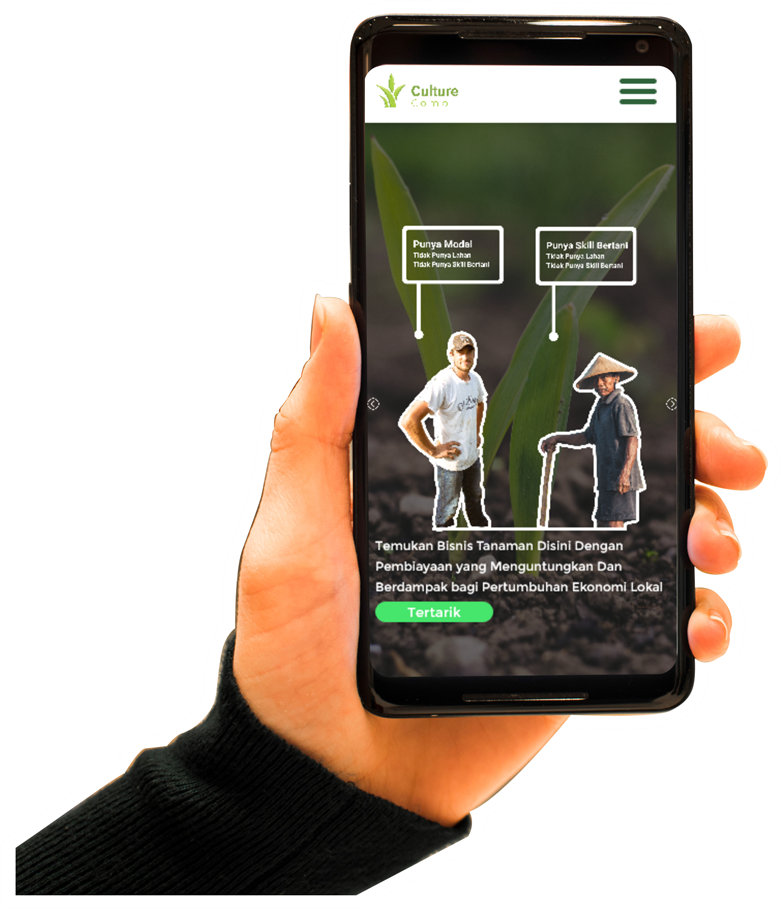 Culture
Como
Punya Modal
Tidak Punya Lahan
Tidak Punya Skill Bertani
Punya Skill Bertani
Tidak Punya Lahan
Tidak Punya Skill Bertani
Temukan Bisnis Tanaman Disini Dengan
Pembiayaan yang Menguntungkan Dan
Berdampak bagi Pertumbuhan Ekonomi Lokal
Tertarik